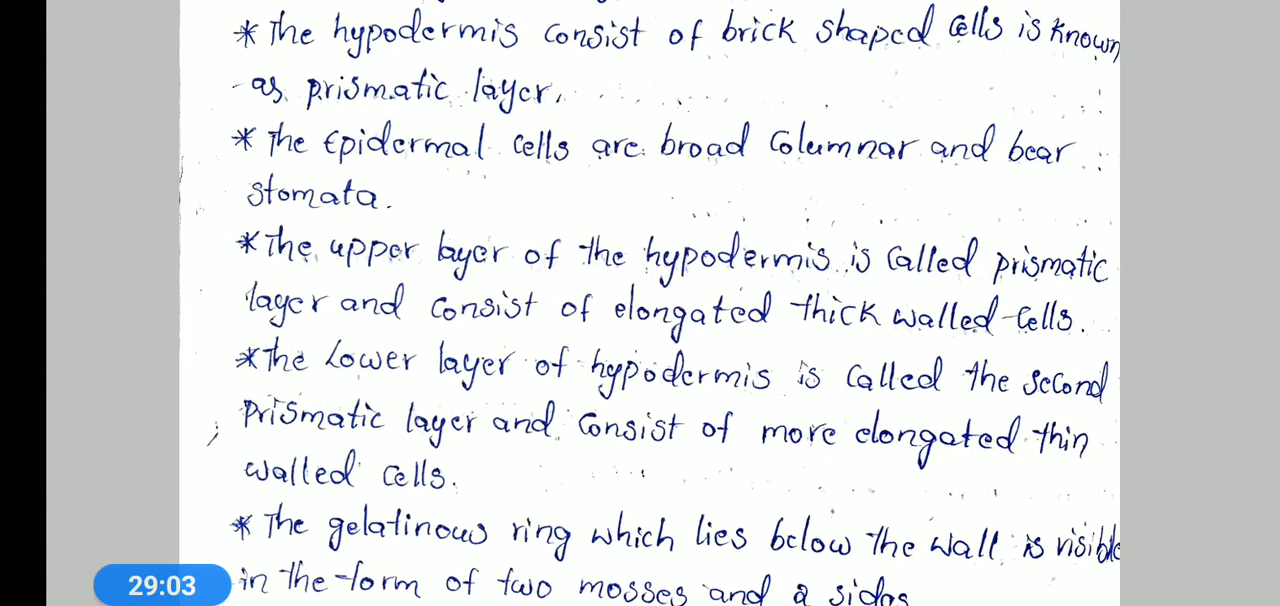 * The hypodermis consist of brick shaped cells is known
as prismatic layer.
* The Epidermal cells are broad columnar and bear
stomata.
* The upper layer of the hypodermis is called prismatic
layer and consist of elongated thick walled cells.
* The Lower layer of hypodermis is called the second
prismatic layer and consist of more elongated thin
walled cells.
* The gelatinous ring which lies below the wall is visible
in the form of two mosses and a sides
29:03